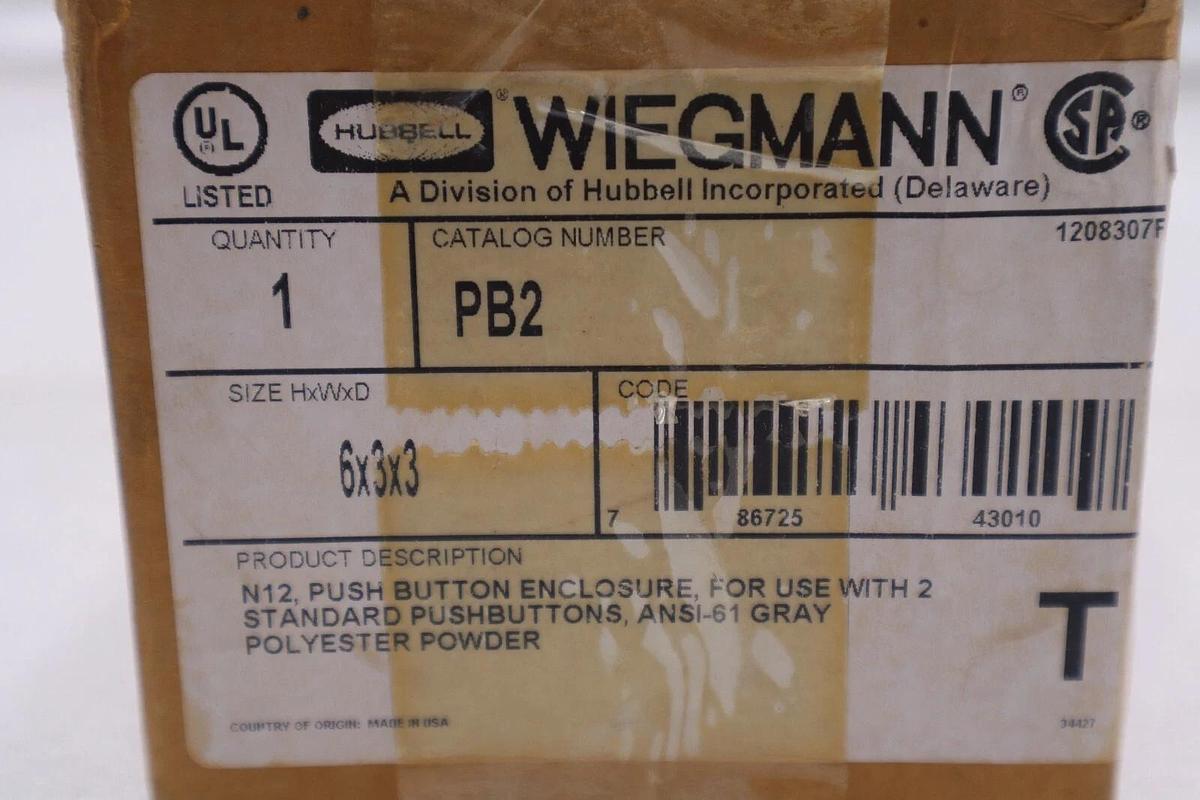 UL
LISTED
HUBBELL ® WIEGMANN ®
SA ®
A Division of Hubbell Incorporated (Delaware)
QUANTITY
1
CATALOG NUMBER
1208307F
PB2
SIZE HxWxD
6x3x3
CODE
7 86725 43010
PRODUCT DESCRIPTION
N12, PUSH BUTTON ENCLOSURE, FOR USE WITH 2
STANDARD PUSHBUTTONS, ANSI-61 GRAY
POLYESTER POWDER
T
COUNTRY OF ORIGIN: MADE IN USA
34427